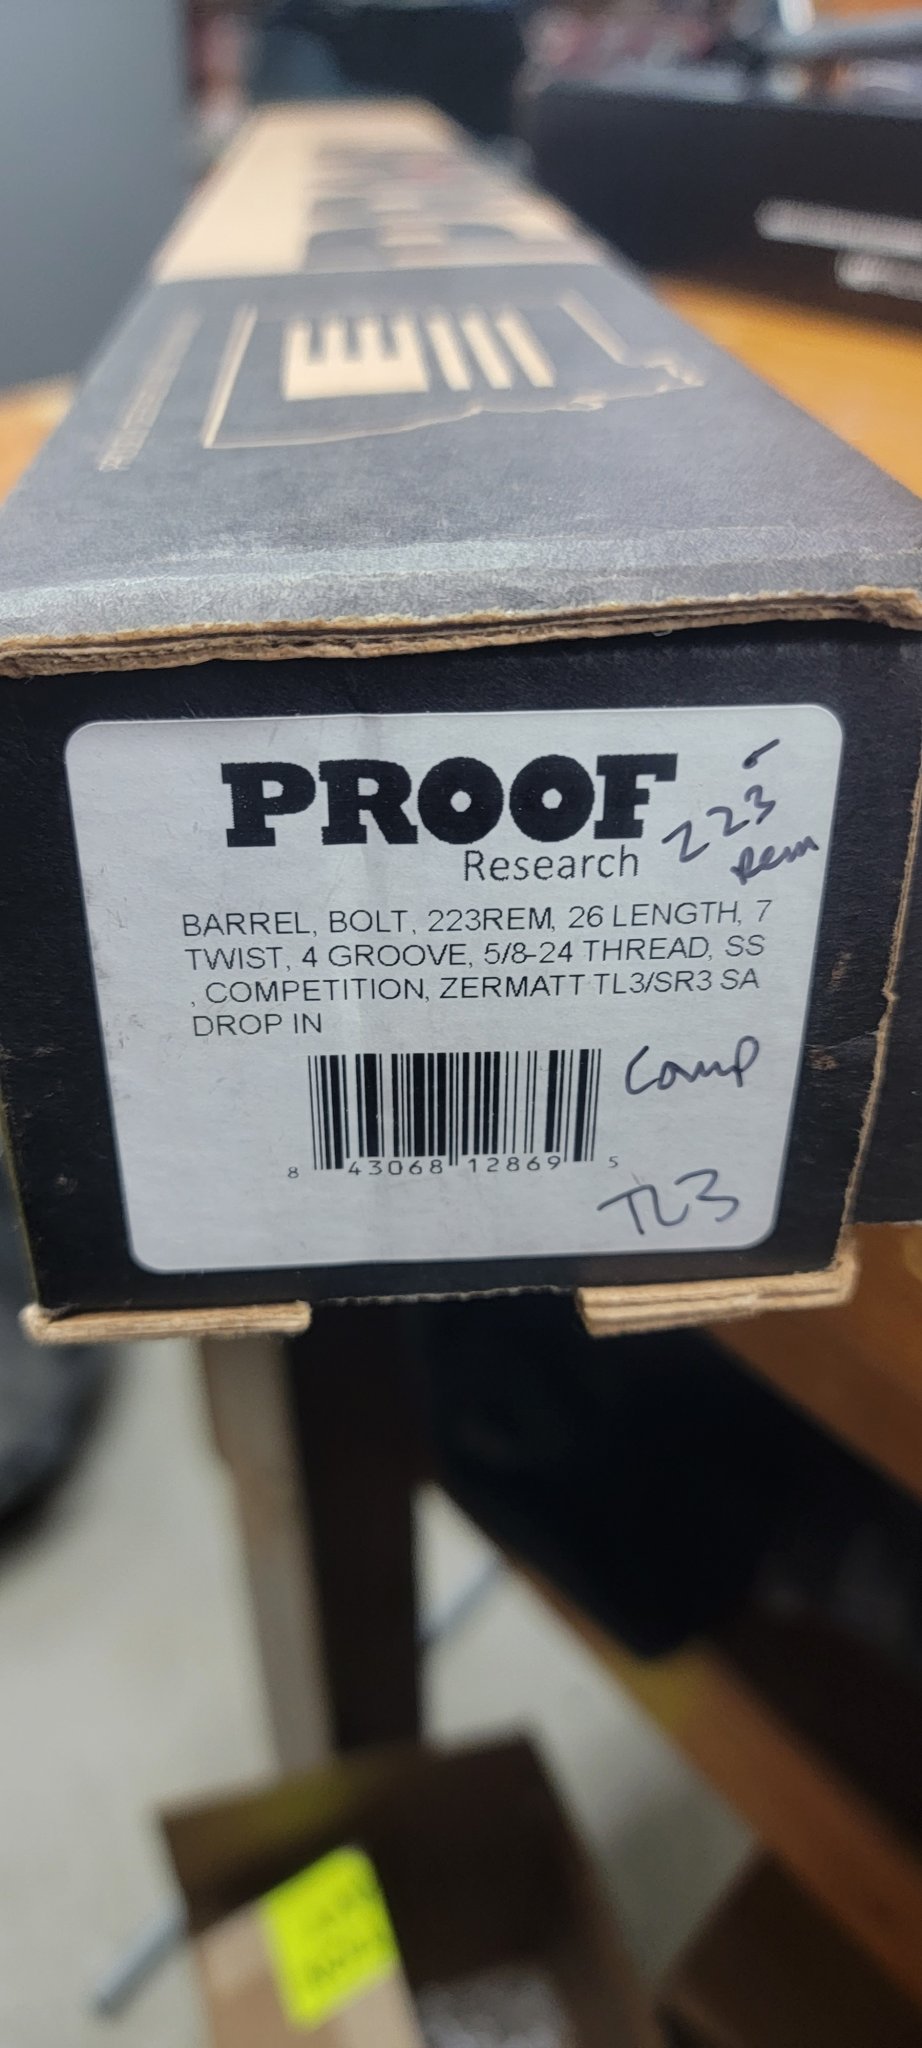 PROOF
Research
223
Rem
BARREL, BOLT, 223REM, 26 LENGTH, 7
TWIST, 4 GROOVE, 5/8-24 THREAD, SS
, COMPETITION, ZERMATT TL3/SR3 SA
DROP IN
Comp
8 43068 12869 5
TL3